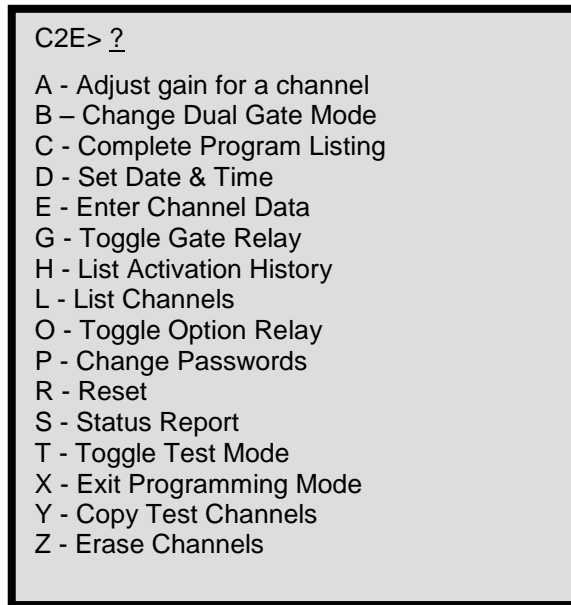 C2E> ?
A - Adjust gain for a channel
B – Change Dual Gate Mode
C - Complete Program Listing
D - Set Date & Time
E - Enter Channel Data
G - Toggle Gate Relay
H - List Activation History
L - List Channels
O - Toggle Option Relay
P - Change Passwords
R - Reset
S - Status Report
T - Toggle Test Mode
X - Exit Programming Mode
Y - Copy Test Channels
Z - Erase Channels